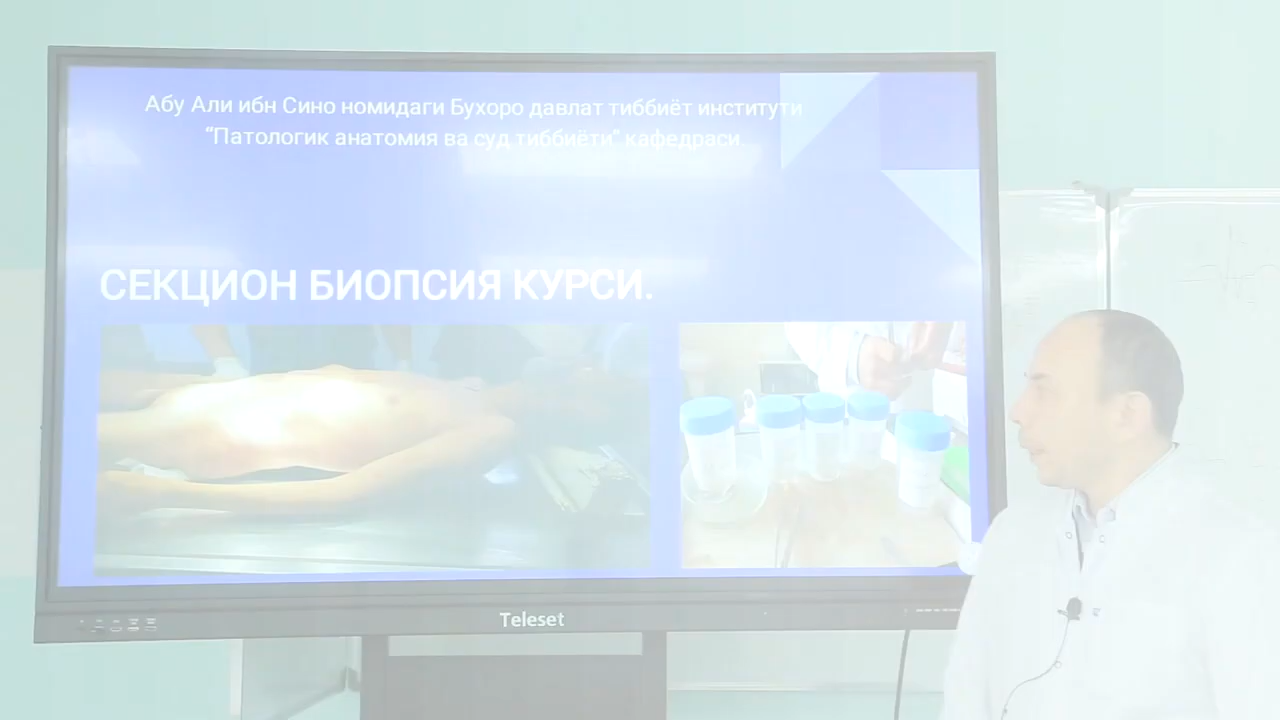 Абу Али ибн Сино номидаги Бухоро давлат тиббиёт институти
“Патологик анатомия ва суд тиббиёти” кафедраси.
СЕКЦИОН БИОПСИЯ КУРСИ.
Teleset